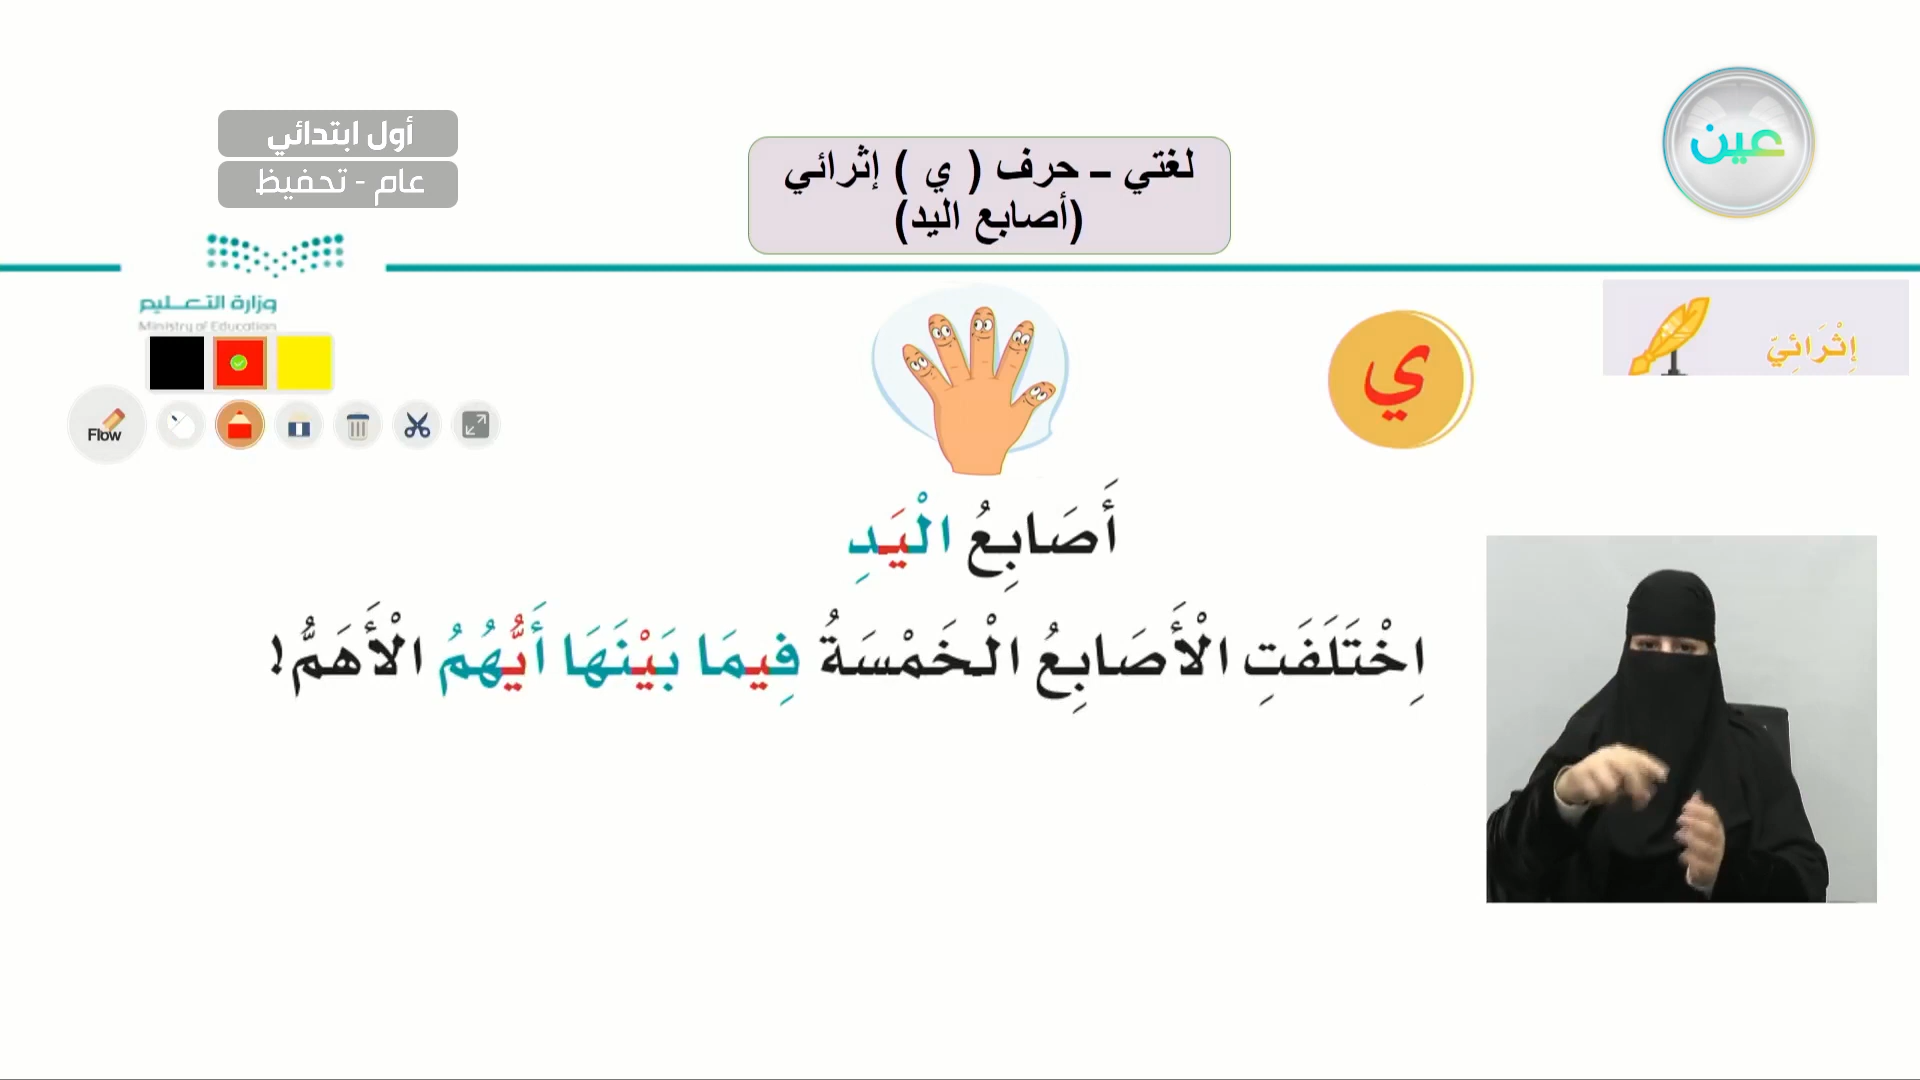 أول ابتدائي
عام - تحفيظ
لغتي – حرف ( ي ) إثرائي
(أصابع اليد)
عين
وزارة التعليم
Ministry of Education
إِثْرَائِيّ
ي
Flow
أَصَابِعُ الْيَدِ
اِخْتَلَفَتِ الْأَصَابِعُ الْخَمْسَةُ فِيمَا بَيْنَهَا أَيُّهُمُ الْأَهَمُّ!